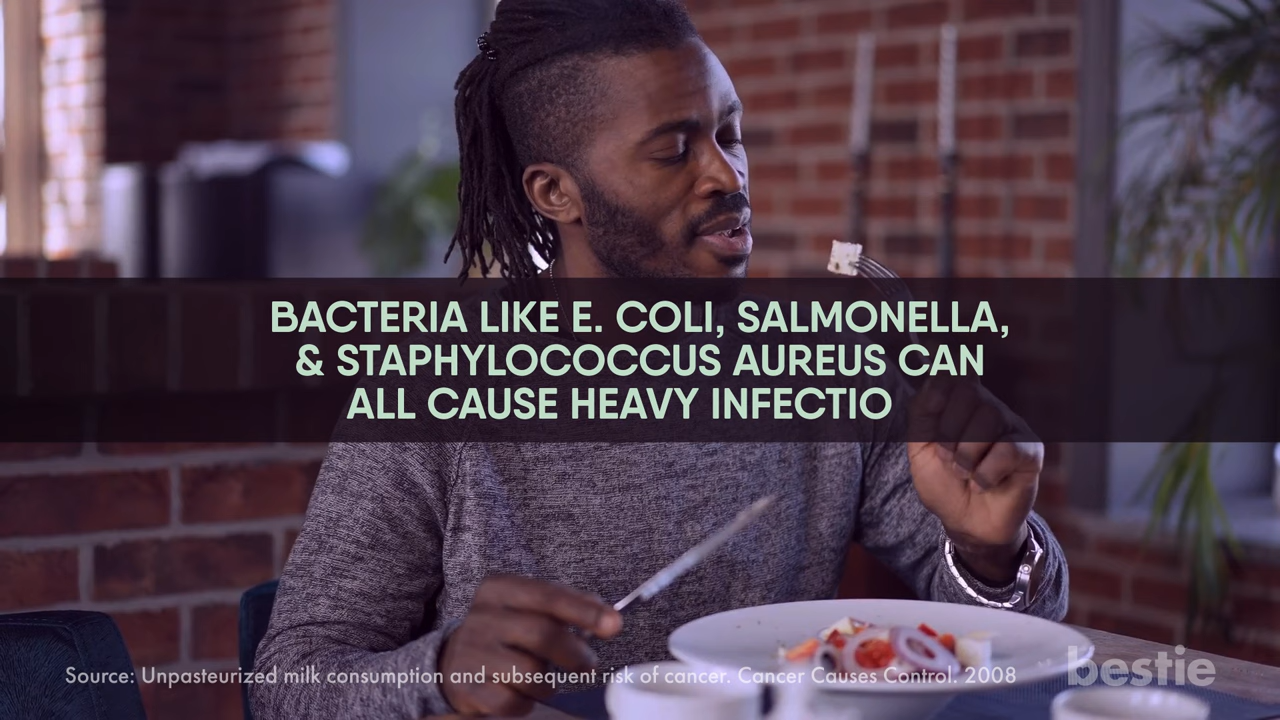 BACTERIA LIKE E. COLI, SALMONELLA,
& STAPHYLOCOCCUS AUREUS CAN
ALL CAUSE HEAVY INFECTIO
Source: Unpasteurized milk consumption and subsequent risk of cancer. Cancer Causes Control. 2008
bestie